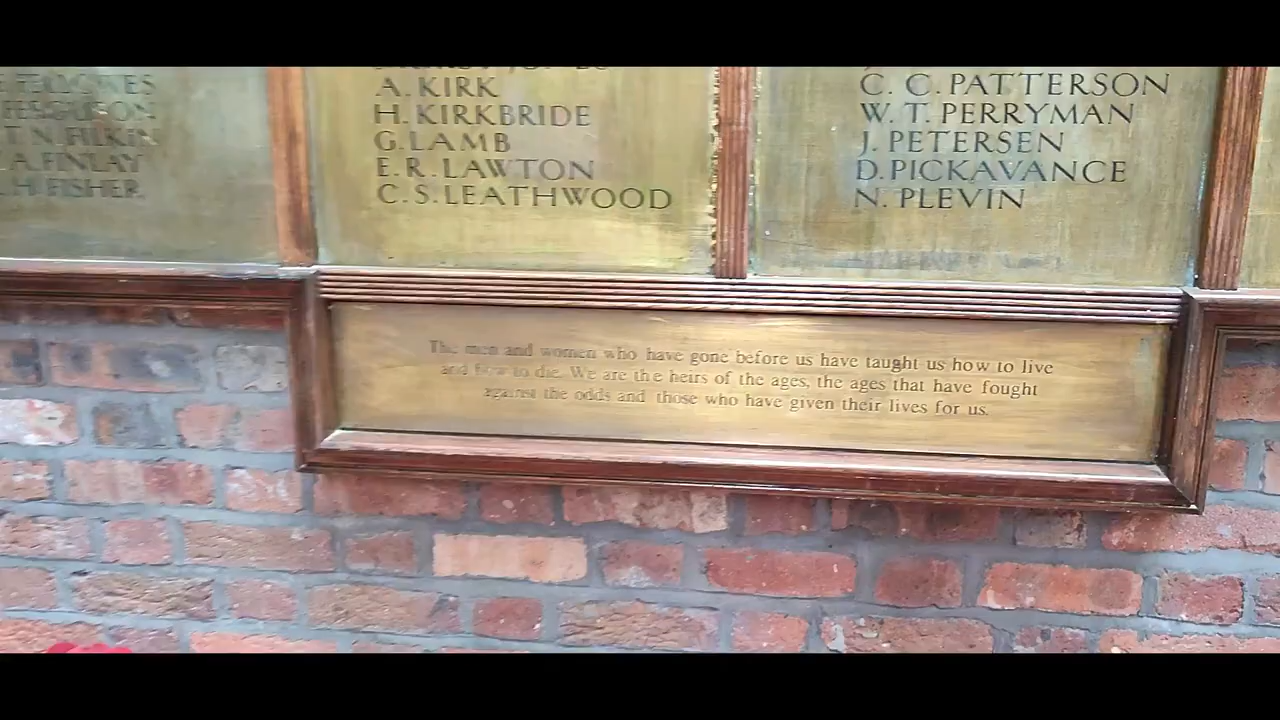 FELLOWES
FERGUSON
T. N. FILKIN
A. FINLAY
H. FISHER.
A. KIRK
H. KIRKBRIDE
G. LAMB
E. R. LAWTON
C. S. LEATHWOOD
C. C. PATTERSON
W. T. PERRYMAN
J. PETERSEN
D. PICKAVANCE
N. PLEVIN
The men and women who have gone before us have taught us how to live
and how to die. We are the heirs of the ages, the ages that have fought
against the odds and those who have given their lives for us.